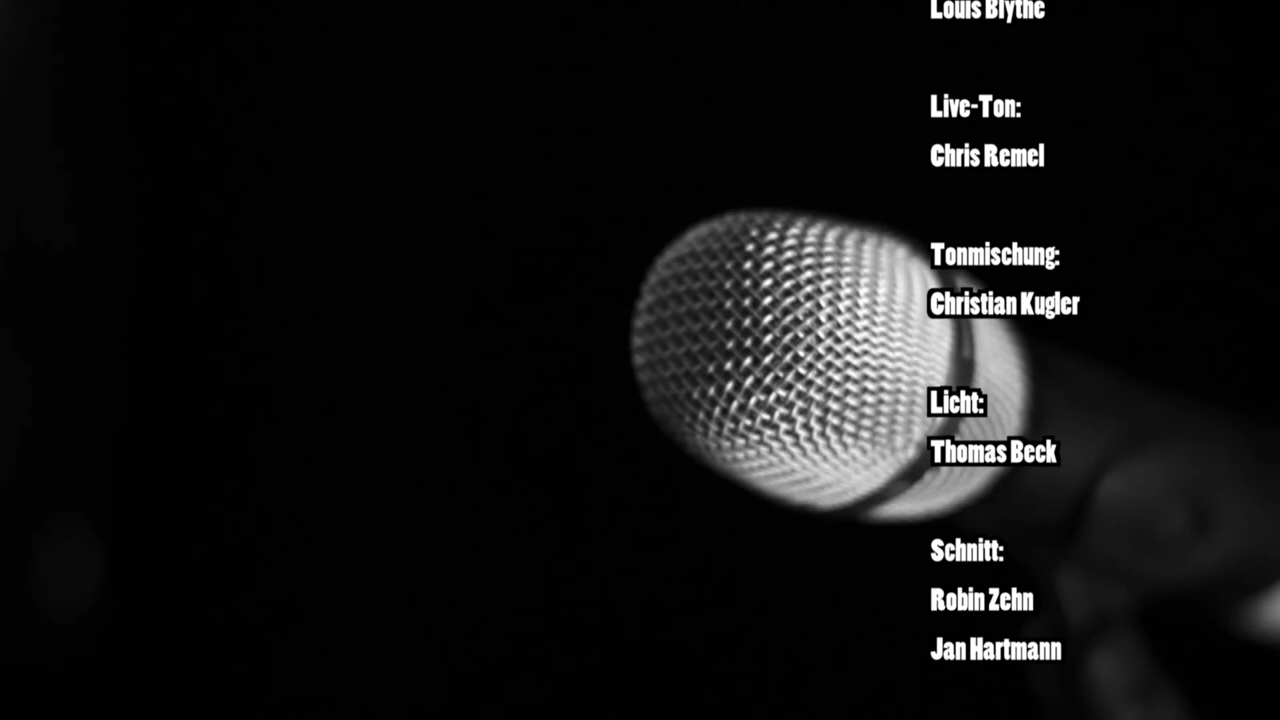 Louis Blythe
Live-Ton:
Chris Remel
Tonmischung:
Christian Kugler
Licht:
Thomas Beck
Schnitt:
Robin Zehn
Jan Hartmann